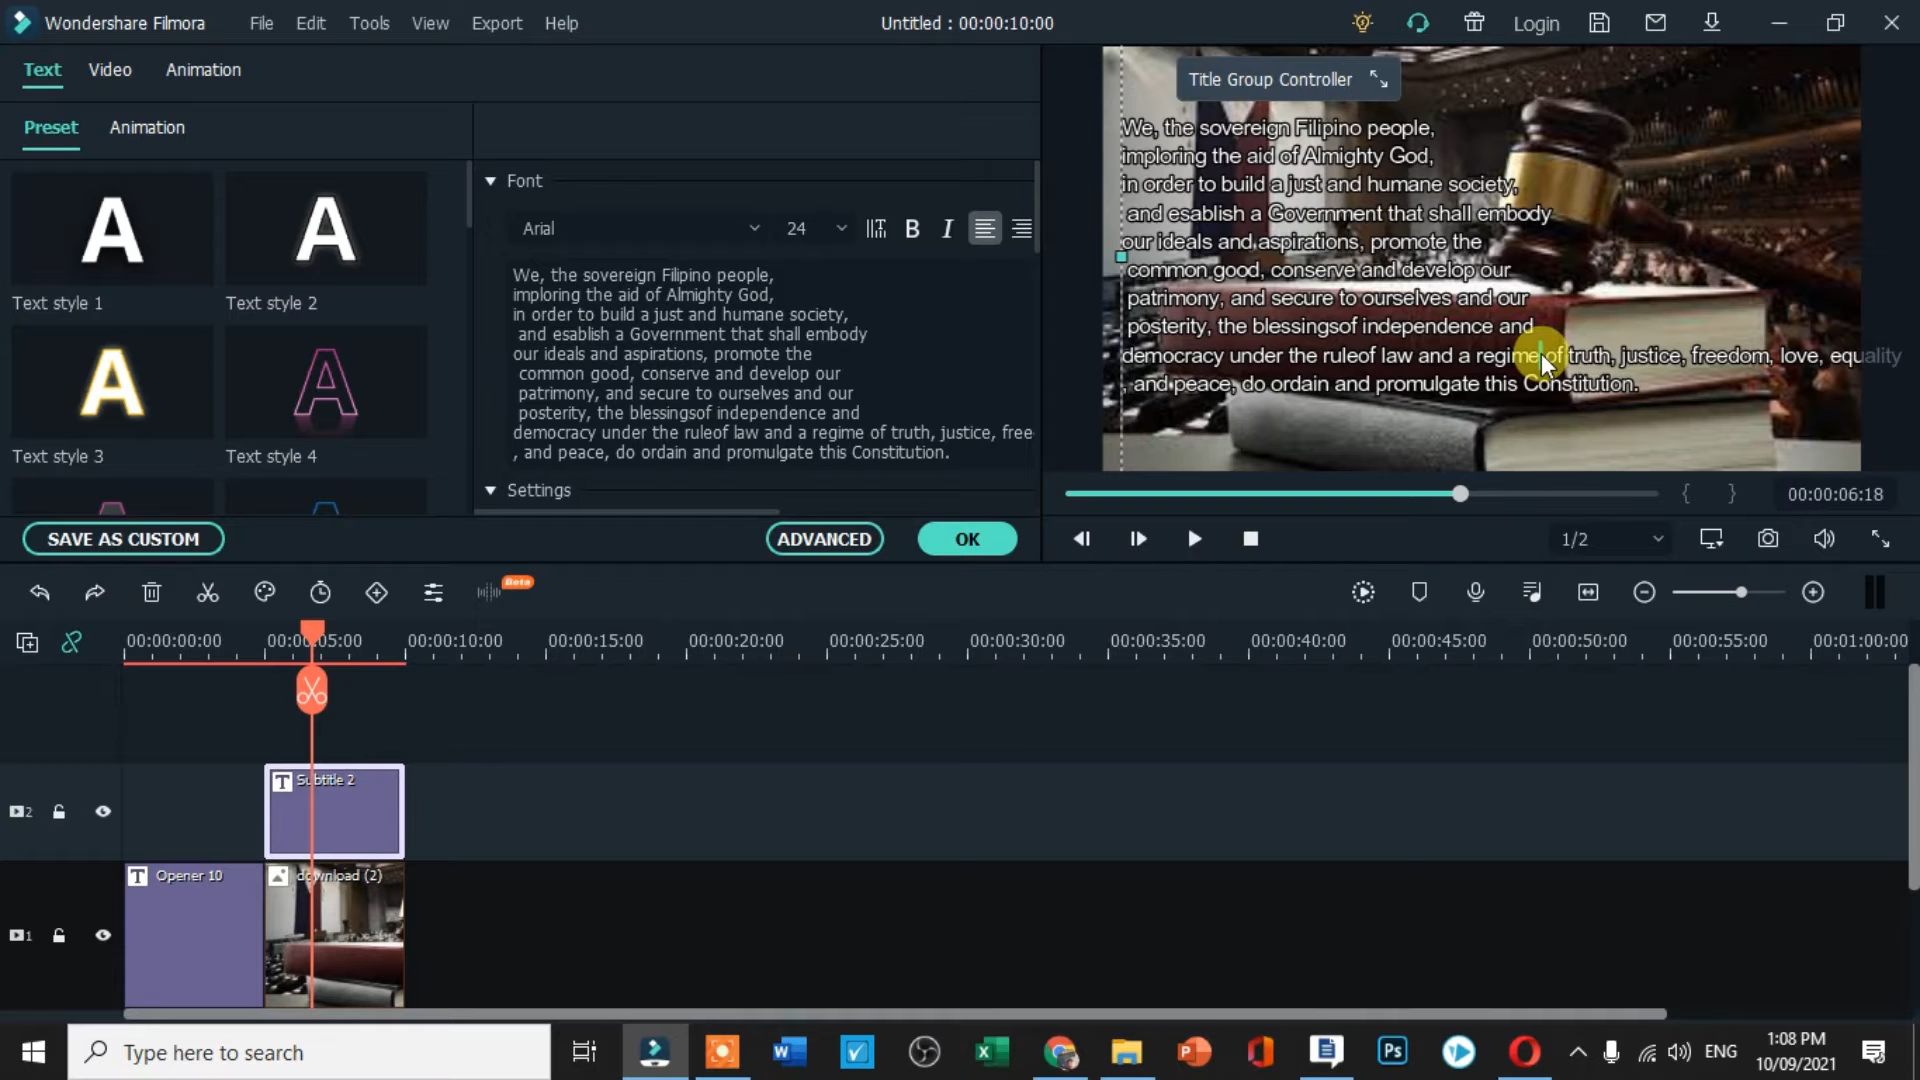 Wondershare Filmora File Edit Tools View Export Help Untitled : 00:00:10:00 Login
Text Video Animation
Preset Animation
Text style 1 Text style 2
Text style 3 Text style 4
Font
Arial 24 B I
We, the sovereign Filipino people,
imploring the aid of Almighty God,
in order to build a just and humane society,
and esablish a Government that shall embody
our ideals and aspirations, promote the
common good, conserve and develop our
patrimony, and secure to ourselves and our
posterity, the blessingsof independence and
democracy under the ruleof law and a regime of truth, justice, free
, and peace, do ordain and promulgate this Constitution.
Settings
SAVE AS CUSTOM ADVANCED OK
Title Group Controller
We, the sovereign Filipino people,
imploring the aid of Almighty God,
in order to build a just and humane society,
and esablish a Government that shall embody
our ideals and aspirations, promote the
common good, conserve and develop our
patrimony, and secure to ourselves and our
posterity, the blessingsof independence and
democracy under the ruleof law and a regime of truth, justice, freedom, love, equality
, and peace, do ordain and promulgate this Constitution.
{ } 00:00:06:18
1/2
Beta
00:00:00:00 00:00:05:00 00:00:10:00 00:00:15:00 00:00:20:00 00:00:25:00 00:00:30:00 00:00:35:00 00:00:40:00 00:00:45:00 00:00:50:00 00:00:55:00 00:01:00:00
2 T Subtitle 2
1 T Opener 10 download (2)
Type here to search
ENG
1:08 PM
10/09/2021